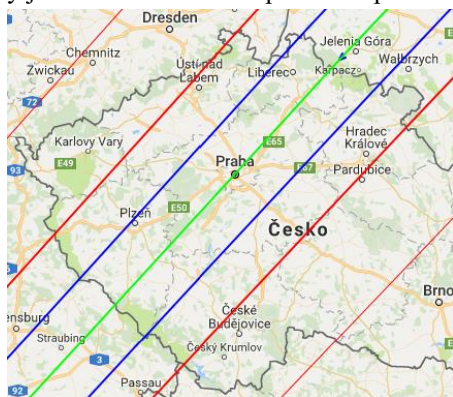 Dresden
Jelenia Góra
Chemnitz
Zwickau
Ústí nad Labem
Liberec
Karpacz
Wałbrzych
72
E65
Hradec Králové
Karlovy Vary
E49
93
Praha
E67
Pardubice
Plzeň
E50
Česko
Brno
České Budějovice
ensburg
Straubing
3
Český Krumlov
92
Passau